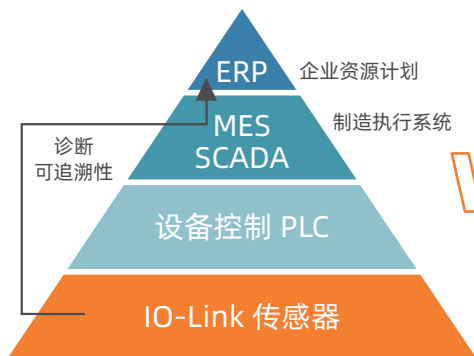 ERP
企业资源计划
MES
SCADA
制造执行系统
诊断
可追溯性
设备控制 PLC
IO-Link 传感器